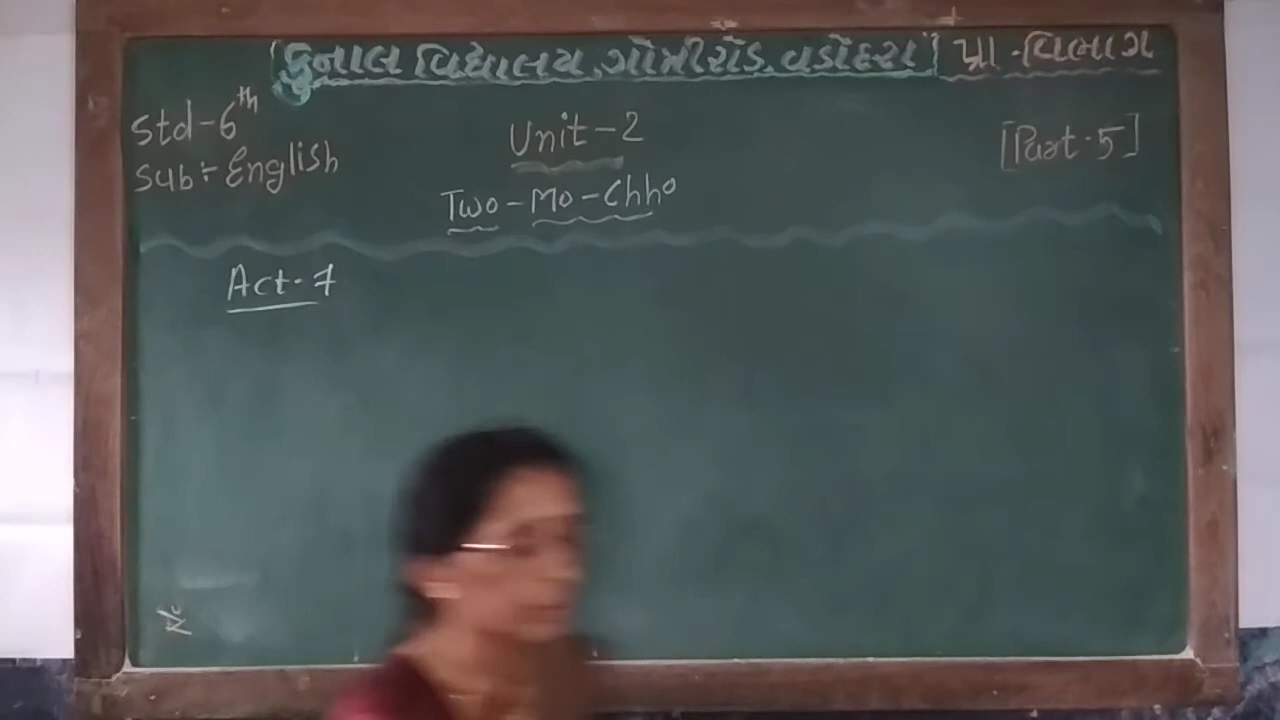 [કુનાલ વિદ્યાલય, ગોત્રીરોડ, વડોદરા] પ્રા.વિભાગ
Std-6th
Sub:- English
Unit-2
Two-Mo-Chho
[Part.5]
Act-7